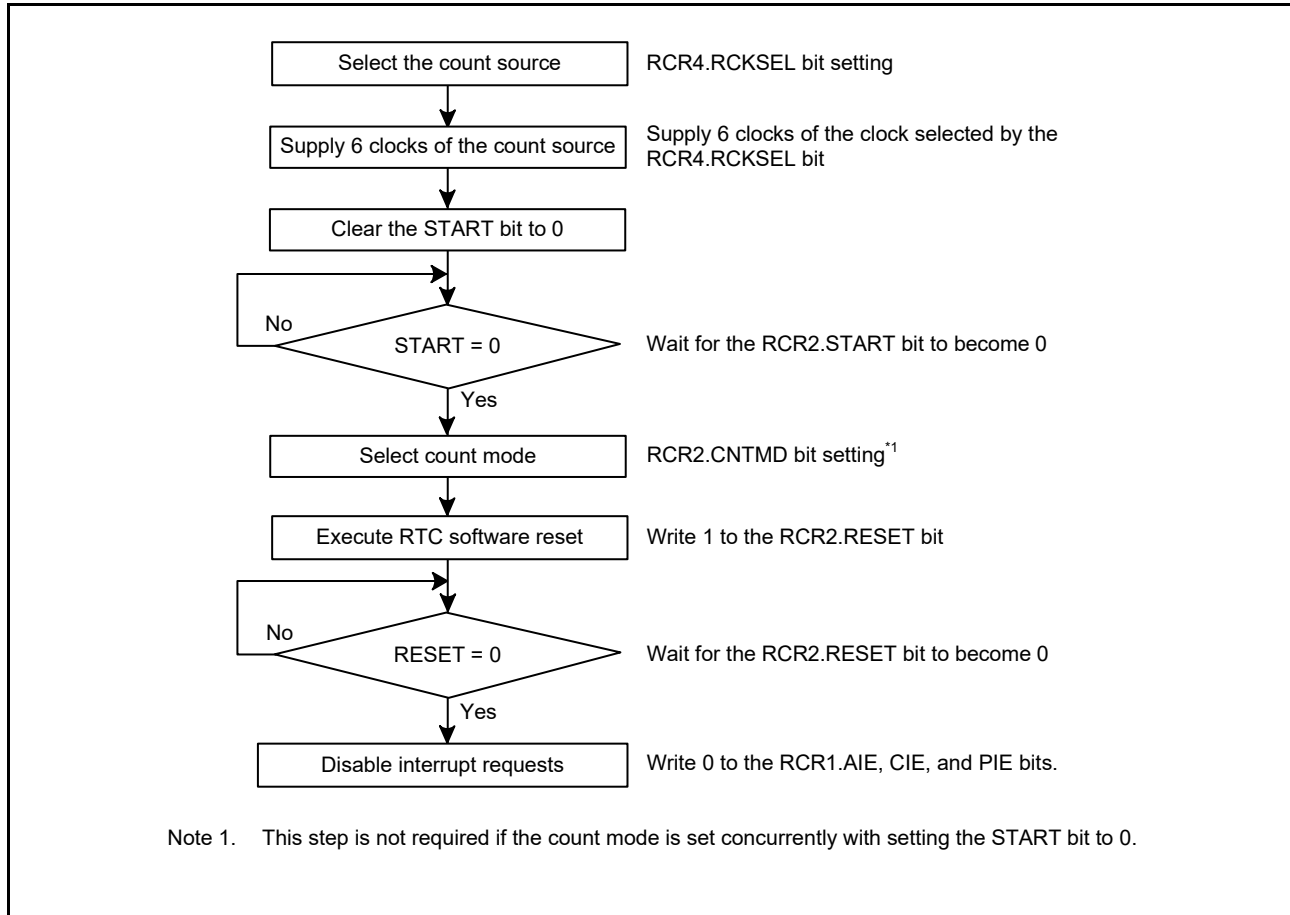 Select the count source
RCR4.RCKSEL bit setting
Supply 6 clocks of the count source
Supply 6 clocks of the clock selected by the
RCR4.RCKSEL bit
Clear the START bit to 0
No
START = 0
Wait for the RCR2.START bit to become 0
Yes
Select count mode
RCR2.CNTMD bit setting*1
Execute RTC software reset
Write 1 to the RCR2.RESET bit
No
RESET = 0
Wait for the RCR2.RESET bit to become 0
Yes
Disable interrupt requests
Write 0 to the RCR1.AIE, CIE, and PIE bits.
Note 1. This step is not required if the count mode is set concurrently with setting the START bit to 0.